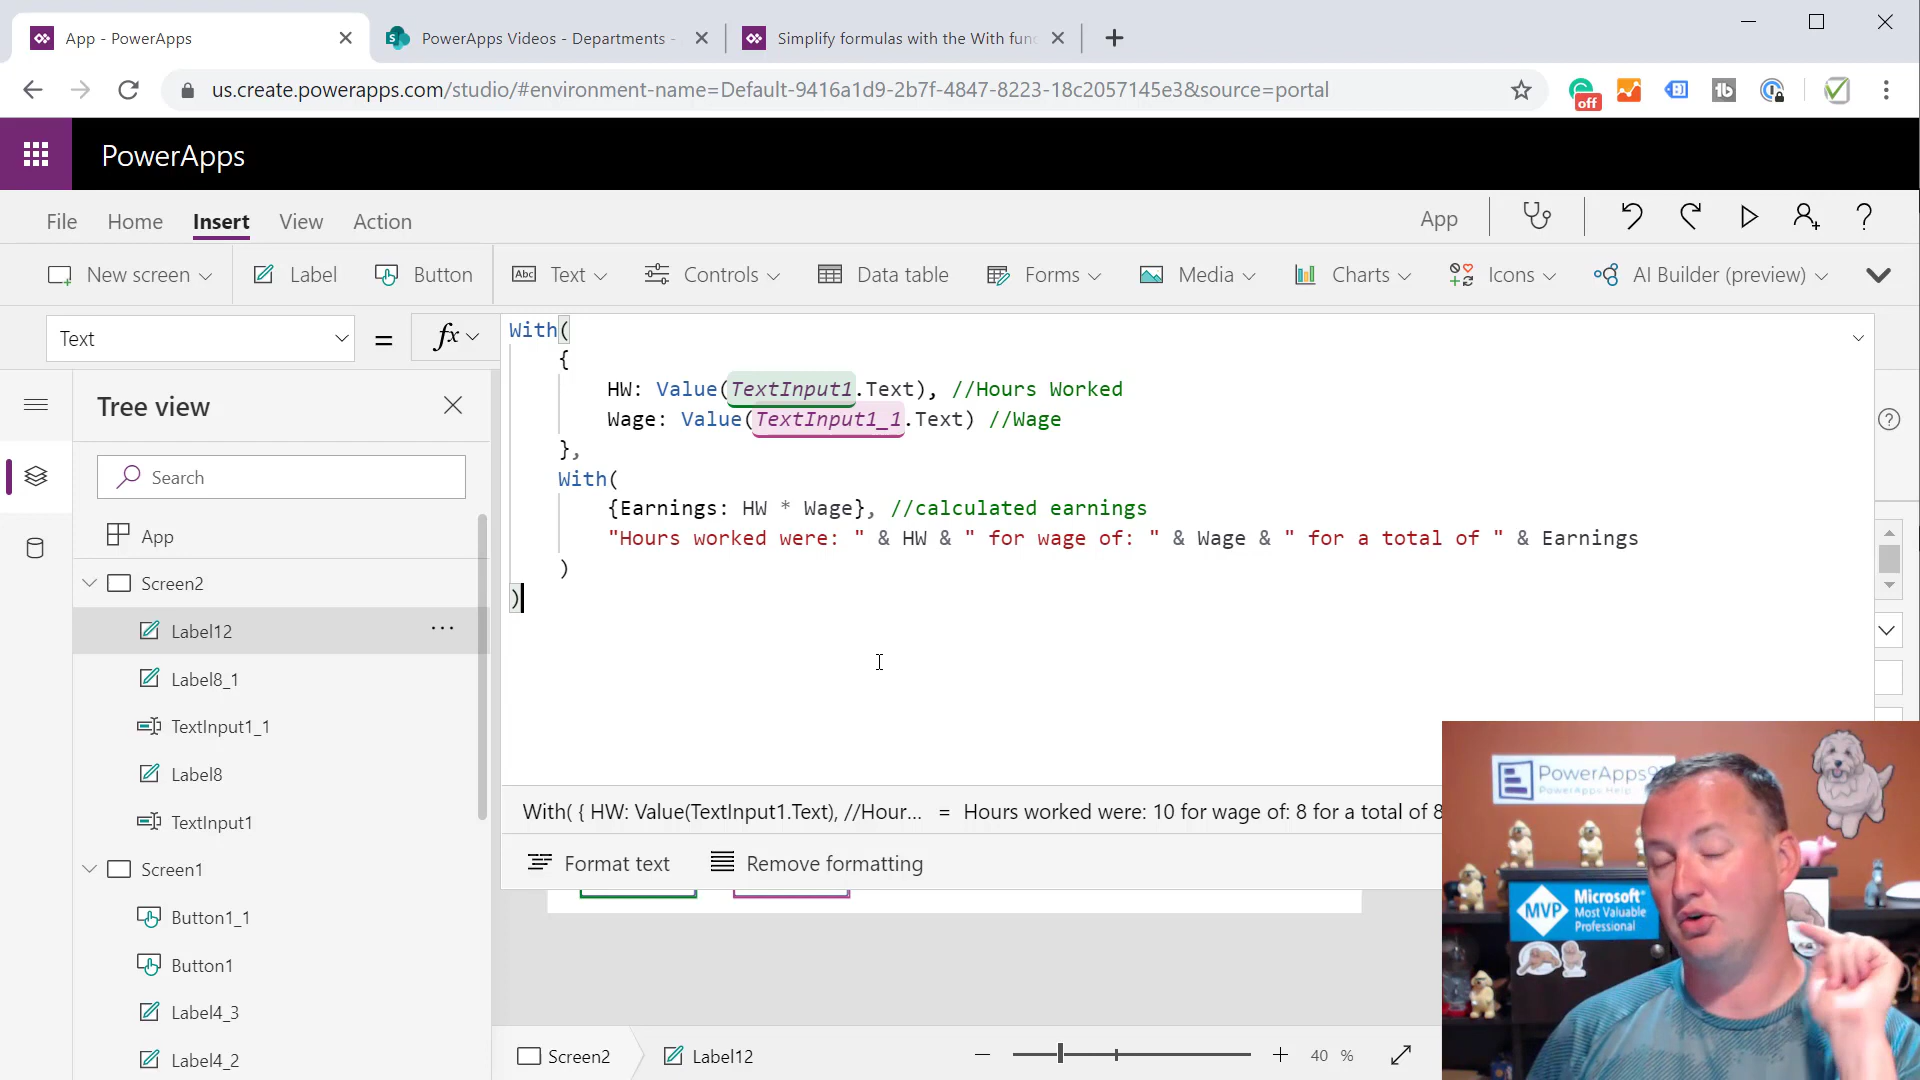 App - PowerApps
PowerApps Videos - Departments -
Simplify formulas with the With fun
us.create.powerapps.com/studio/#environment-name=Default-9416a1d9-2b7f-4847-8223-18c2057145e3&source=portal
off
PowerApps
File Home Insert View Action
App
New screen Label Button Text Controls Data table Forms Media Charts Icons AI Builder (preview)
Text = fx
With(
{
HW: Value(TextInput1.Text), //Hours Worked
Wage: Value(TextInput1_1.Text) //Wage
},
With(
{Earnings: HW * Wage}, //calculated earnings
"Hours worked were: " & HW & " for wage of: " & Wage & " for a total of " & Earnings
)
)
Tree view
Search
App
Screen2
Label12
Label8_1
TextInput1_1
Label8
TextInput1
Screen1
Button1_1
Button1
Label4_3
Label4_2
With( { HW: Value(TextInput1.Text), //Hour... = Hours worked were: 10 for wage of: 8 for a total of 8
Format text Remove formatting
Screen2 Label12
40 %
PowerApps9
PowerApps Help
MVP
Microsoft®
Most Valuable
Professional